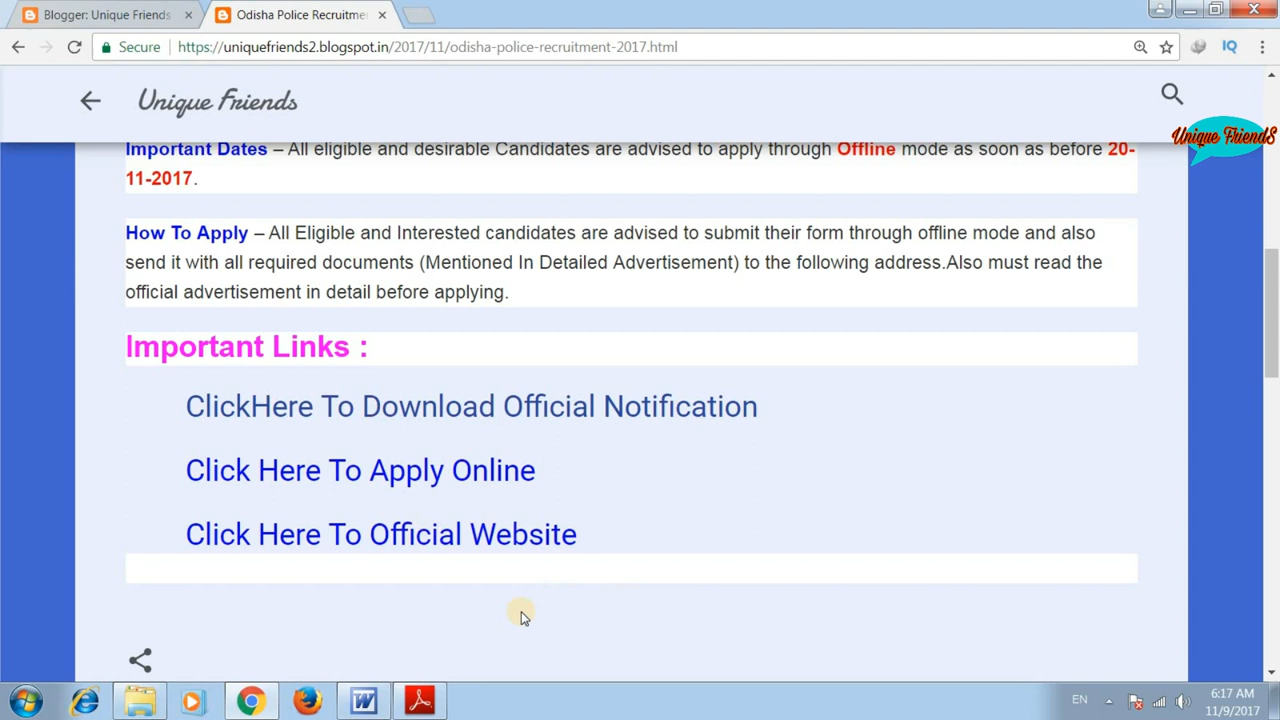 Blogger: Unique Friends
Odisha Police Recruitme
Secure
https://uniquefriends2.blogspot.in/2017/11/odisha-police-recruitment-2017.html
IQ
Unique Friends
Unique FriendS
Important Dates – All eligible and desirable Candidates are advised to apply through Offline mode as soon as before 20-
11-2017.
How To Apply – All Eligible and Interested candidates are advised to submit their form through offline mode and also
send it with all required documents (Mentioned In Detailed Advertisement) to the following address.Also must read the
official advertisement in detail before applying.
Important Links :
ClickHere To Download Official Notification
Click Here To Apply Online
Click Here To Official Website
EN
6:17 AM
11/9/2017